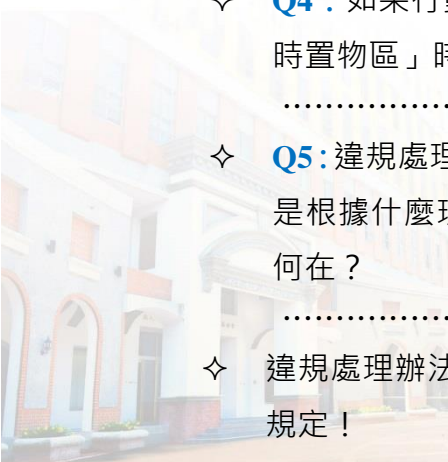 ✧ Q4：如果行
時置物區」時
..................
✧ Q5：違規處理
是根據什麼理
何在？
..................
✧ 違規處理辦法
規定！